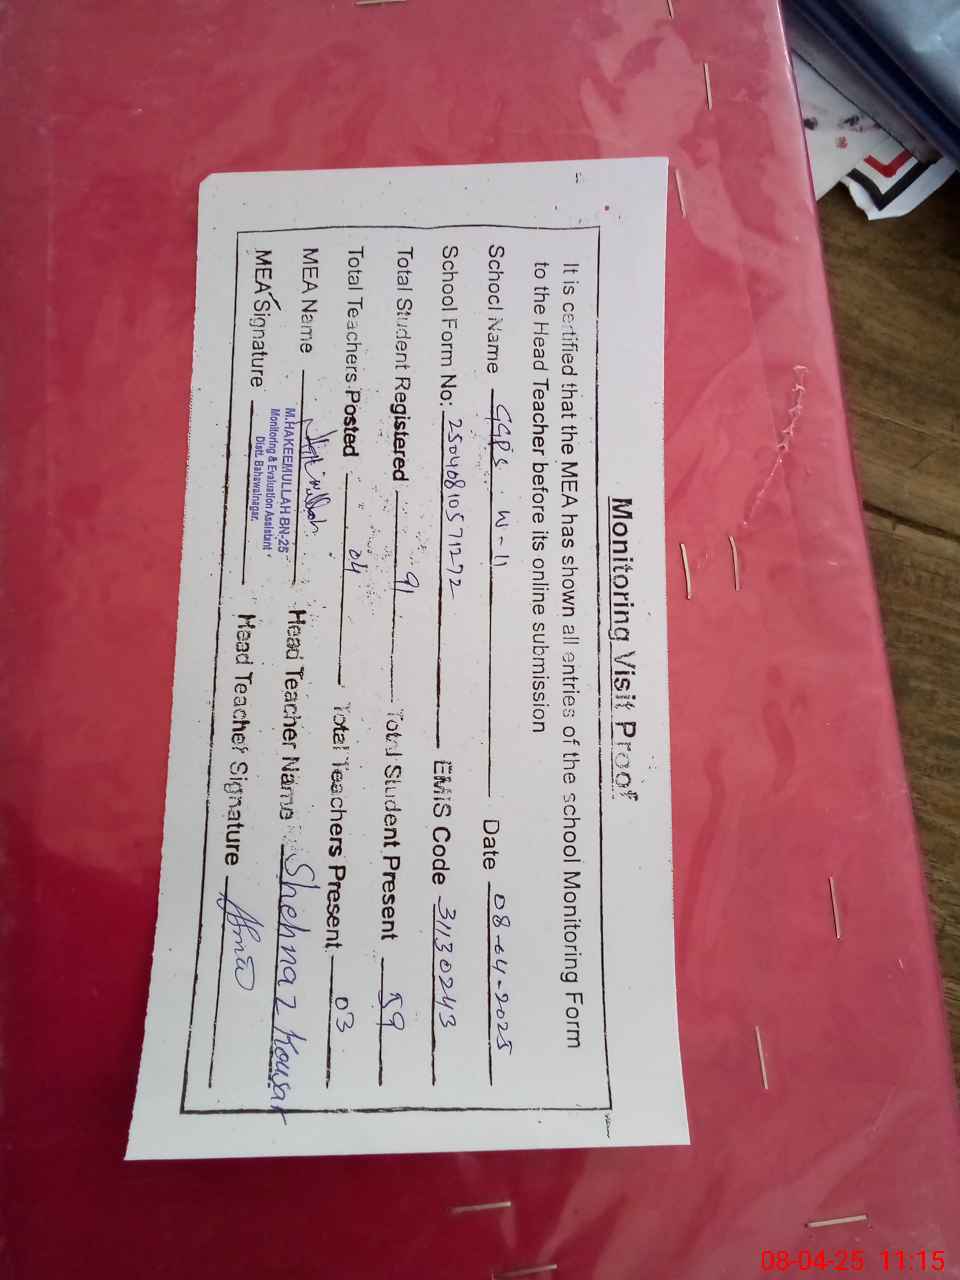 Monitoring Visit Proof
It is certified that the MEA has shown all entries of the school Monitoring Form
to the Head Teacher before its online submission
School Name GGPS W-11 Date 08-04-2025
School Form No: 25040810571272 EMIS Code 31130243
Total Student Registered 91 Total Student Present 59
Total Teachers Posted 04 Total Teachers Present 03
MEA Name Head Teacher Name Shehnaz Kousar
M.HAKEEMULLAH BN-25
Monitoring & Evaluation Assistant
Distt. Bahawalnagar.
MEA Signature Head Teacher Signature
08-04-25 11:15